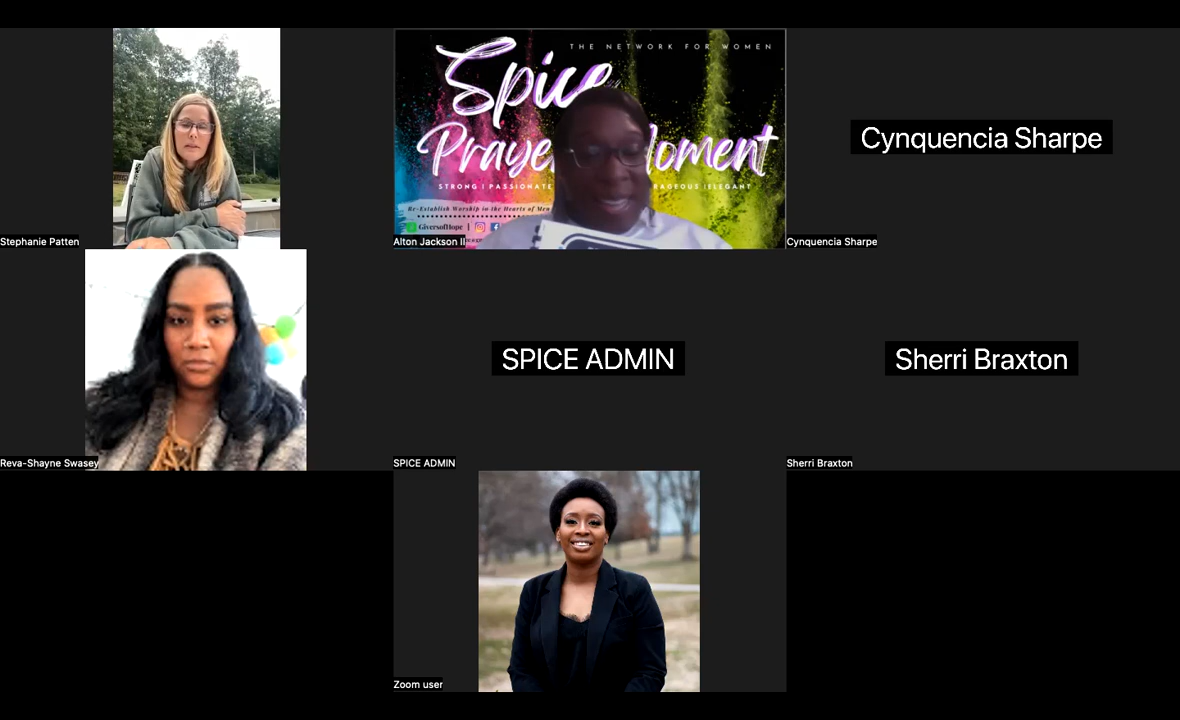 THE NETWORK FOR WOMEN
Spice
Prayer Moment
STRONG | PASSIONATE
RAGEOUS | ELEGANT
Re-Establish Worship in the Hearts of Men
GiversofHope |
Stephanie Patten
Alton Jackson II
Cynquencia Sharpe
Cynquencia Sharpe
SPICE ADMIN
Sherri Braxton
Reva-Shayne Swasey
SPICE ADMIN
Sherri Braxton
Zoom user